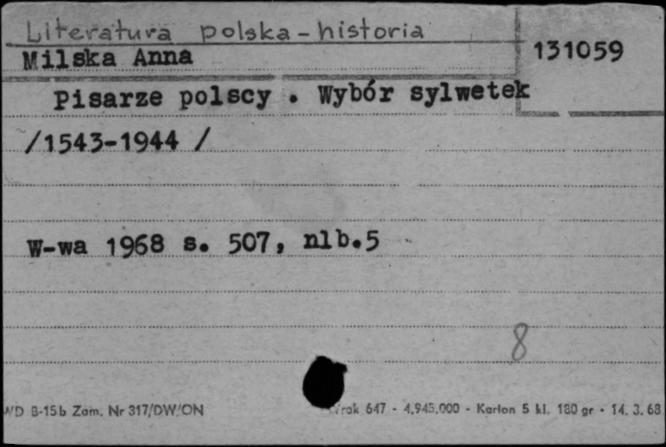 Literatura polska - historia
Milska Anna
131059
Pisarze polscy . Wybór sylwetek
/1543-1944 /
W-wa 1968 s. 507, nlb.5
8
WD B-15b Zam. Nr 317/DW/ON
647 - 4.945.000 - Karton 5 kl. 180 gr - 14. 3. 68